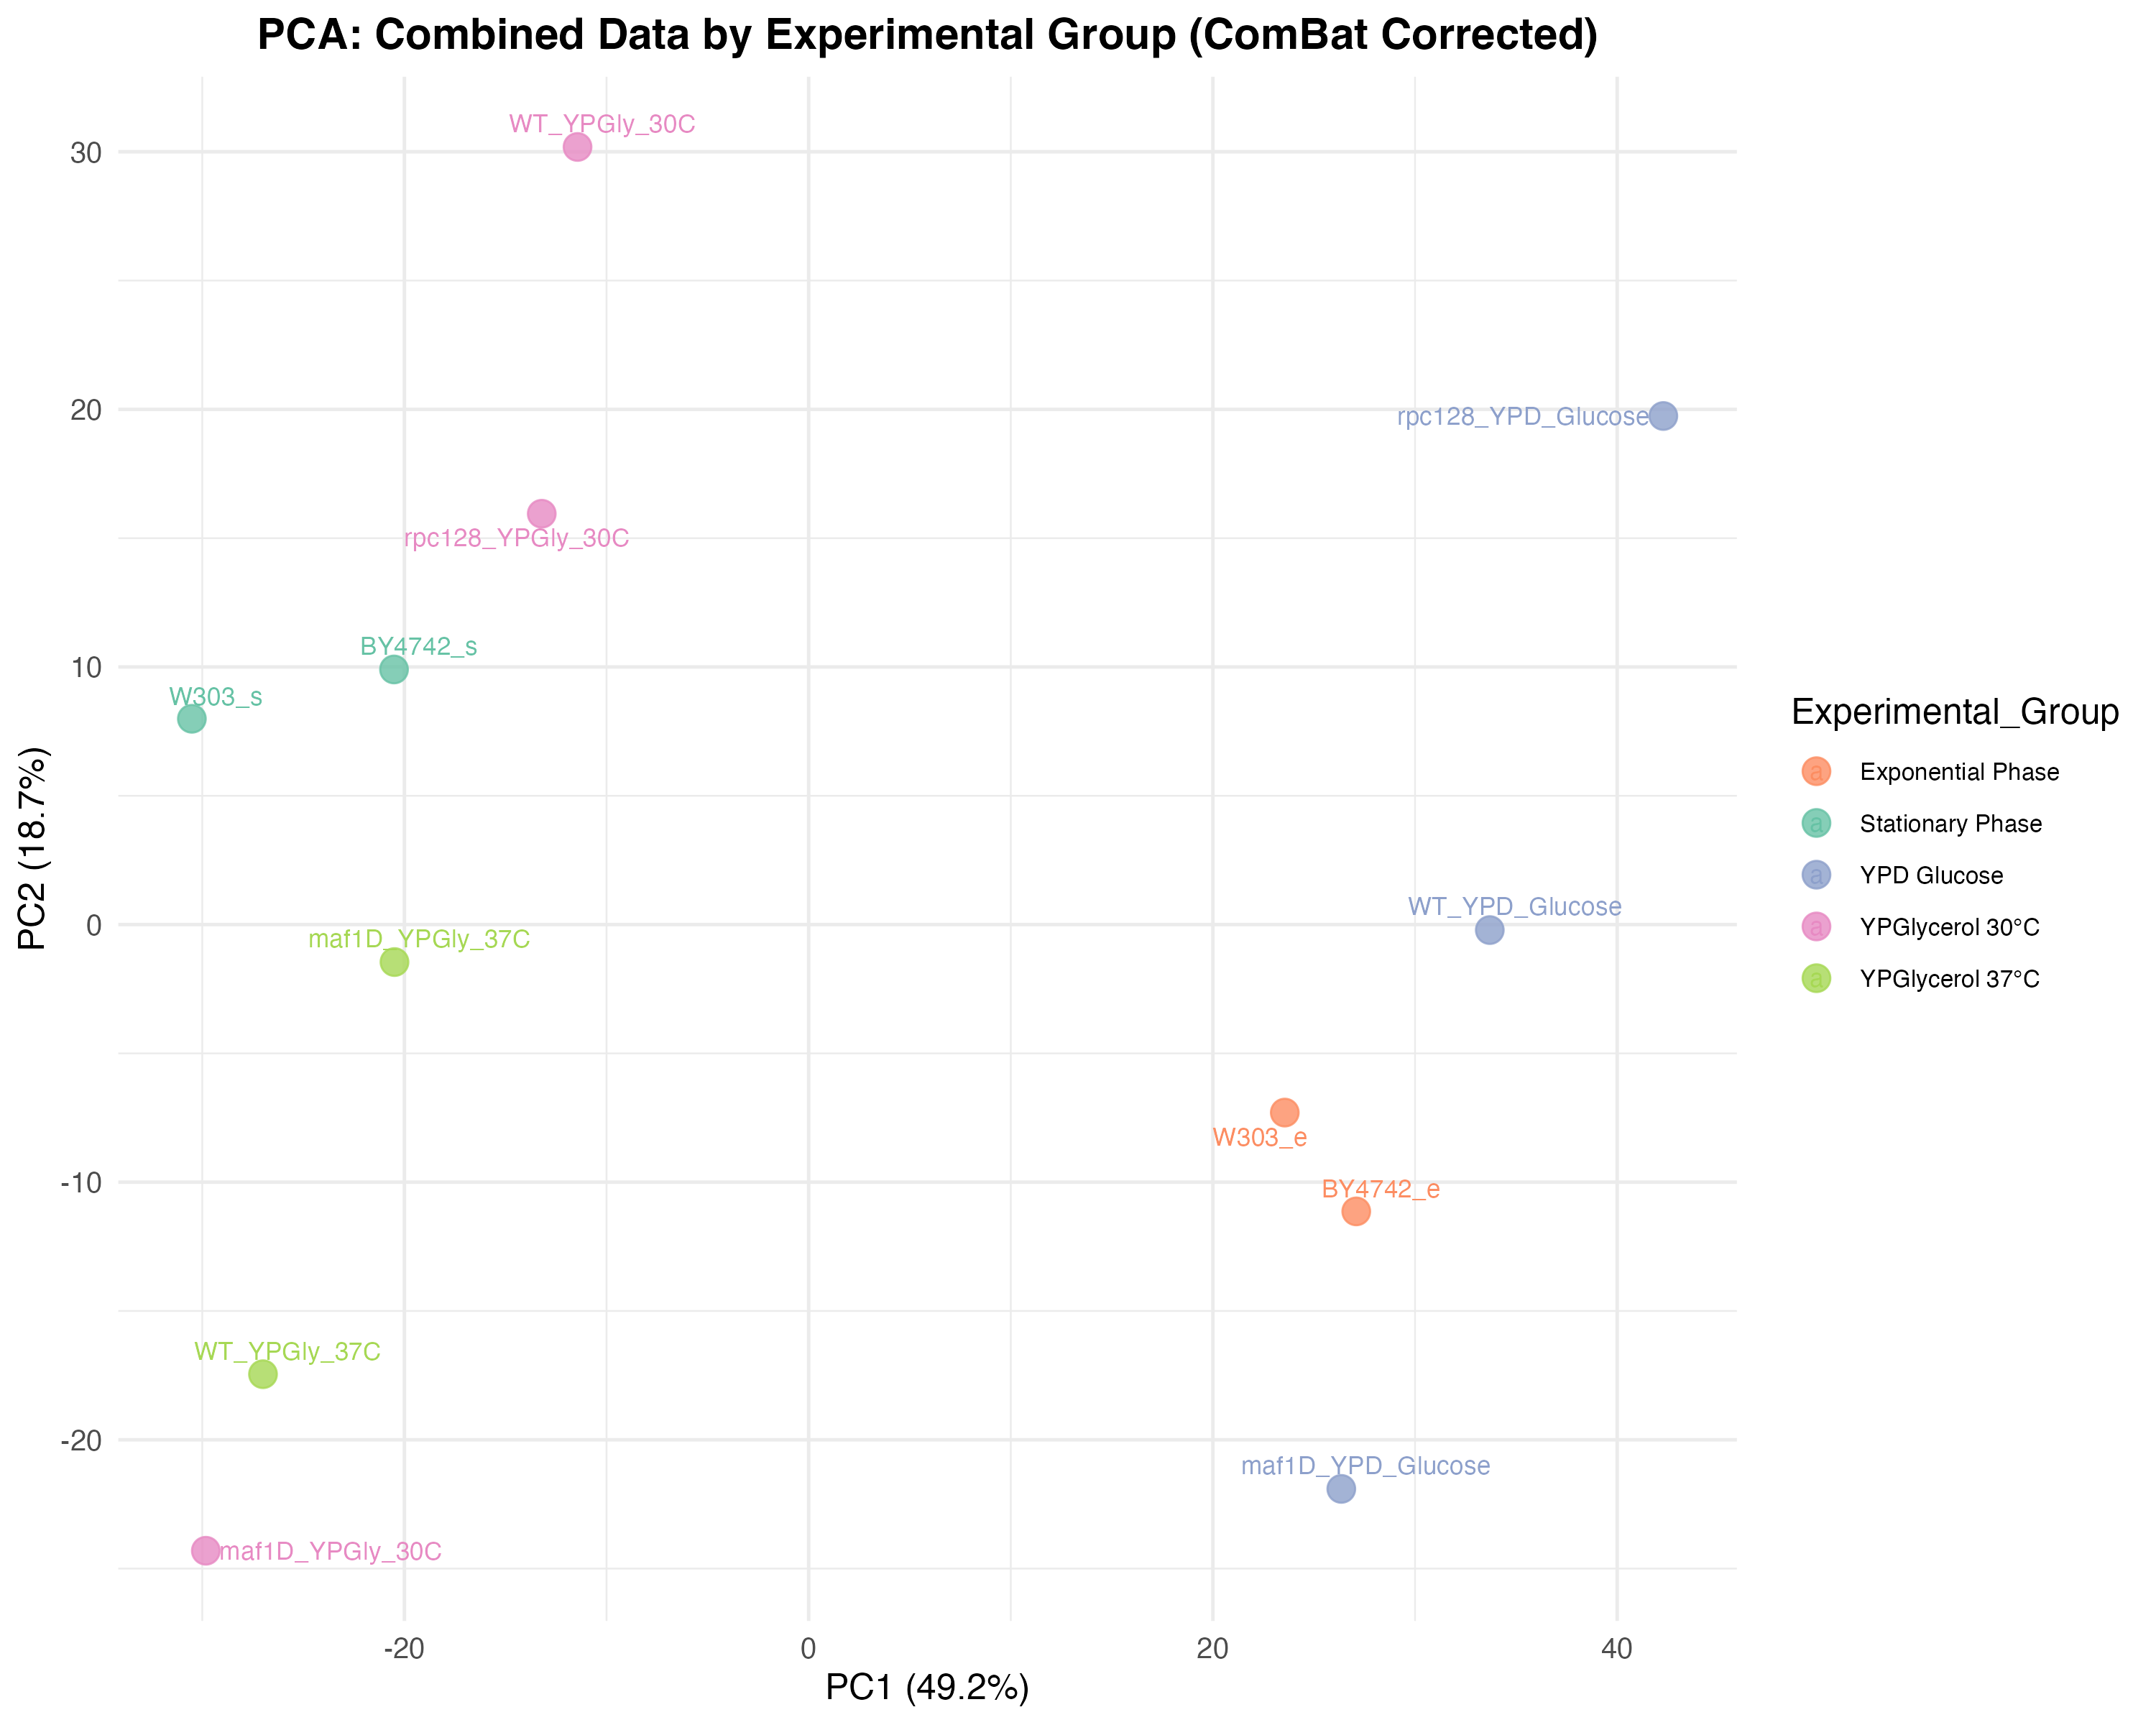 PCA: Combined Data by Experimental Group (ComBat Corrected)
WT_YPGly_30C
30
rpc128_YPD_Glucose
20
rpc128_YPGly_30C
BY4742_s
10
W303_s
Experimental_Group
a Exponential Phase
a Stationary Phase
a YPD Glucose
a YPGlycerol 30°C
a YPGlycerol 37°C
PC2 (18.7%)
WT_YPD_Glucose
0
maf1D_YPGly_37C
W303_e
-10
BY4742_e
WT_YPGly_37C
-20
maf1D_YPD_Glucose
maf1D_YPGly_30C
-20 0 20 40
PC1 (49.2%)